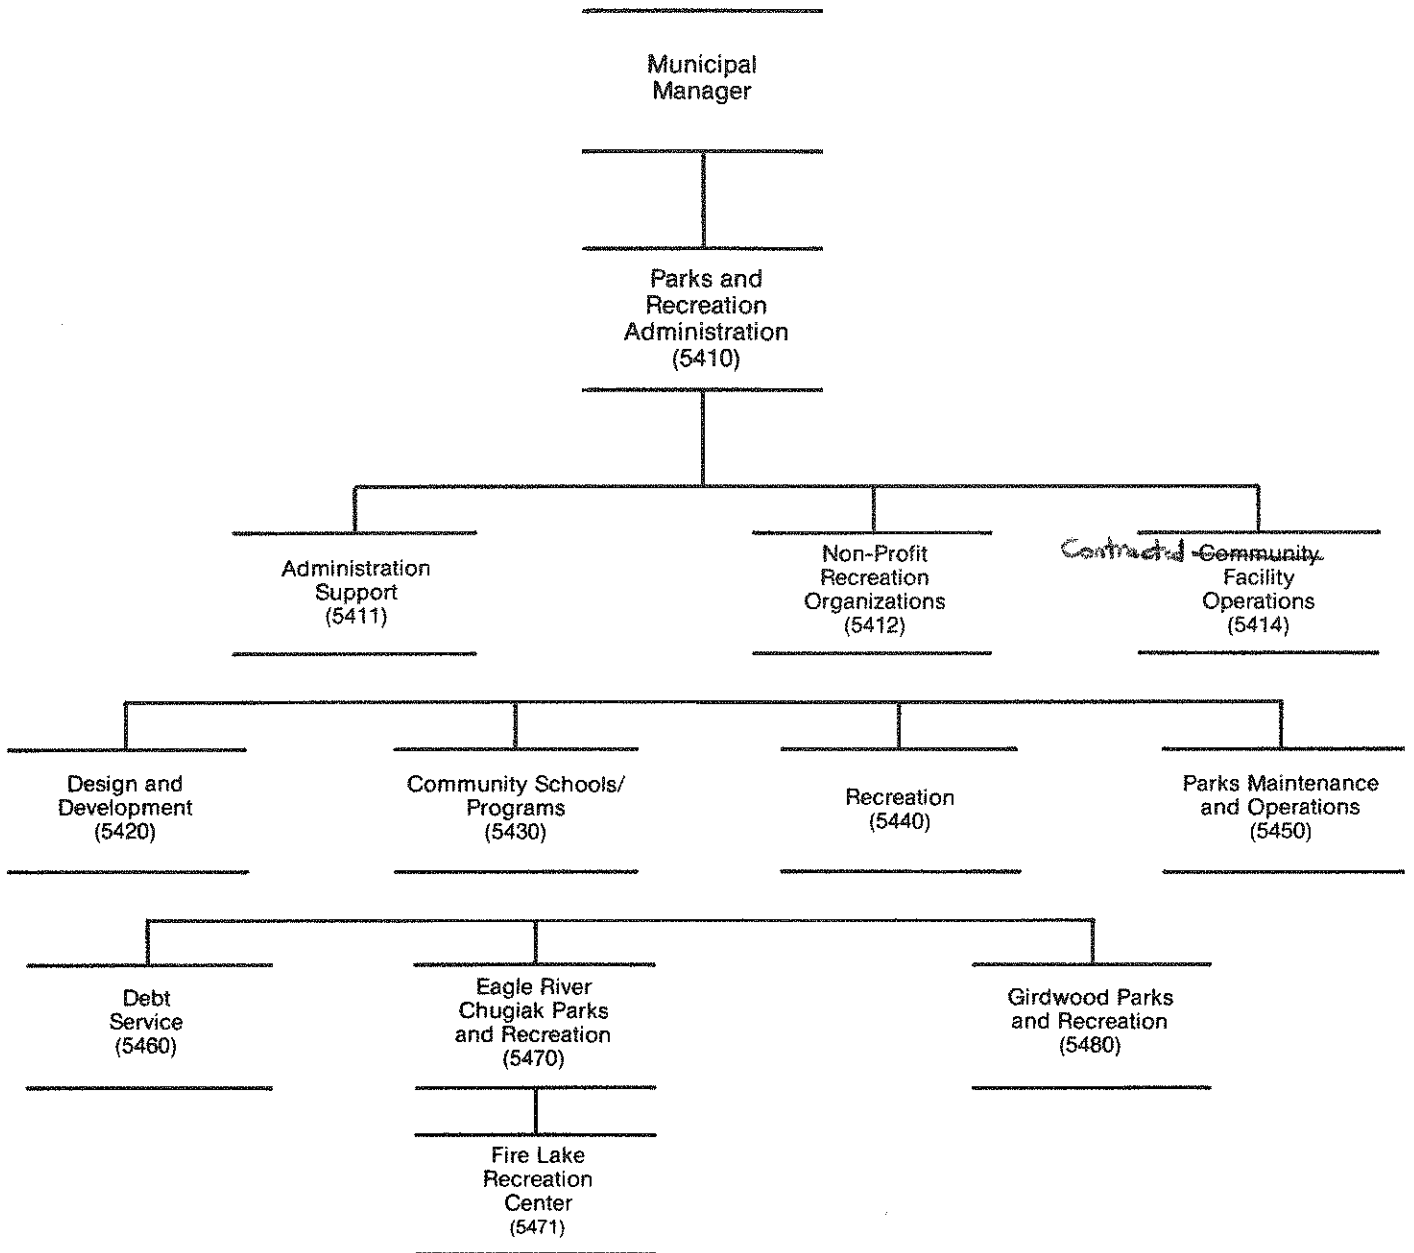 Municipal
Manager
Parks and
Recreation
Administration
(5410)
Administration
Support
(5411)
Non-Profit
Recreation
Organizations
(5412)
Contracted Community
Facility
Operations
(5414)
Design and
Development
(5420)
Community Schools/
Programs
(5430)
Recreation
(5440)
Parks Maintenance
and Operations
(5450)
Debt
Service
(5460)
Eagle River
Chugiak Parks
and Recreation
(5470)
Girdwood Parks
and Recreation
(5480)
Fire Lake
Recreation
Center
(5471)